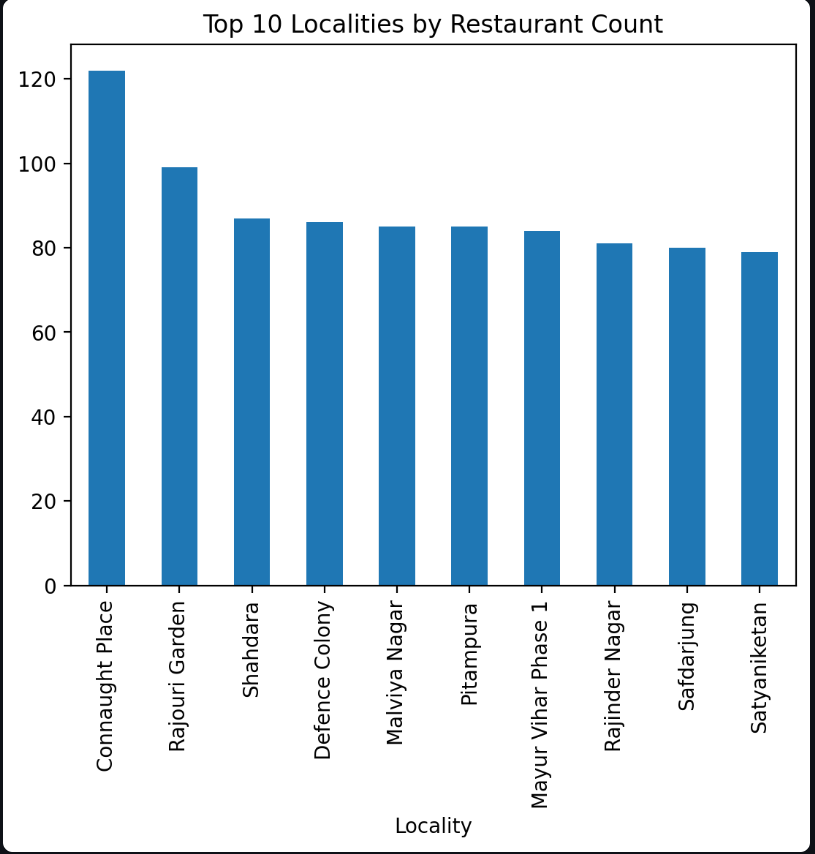 Top 10 Localities by Restaurant Count
120
100
80
60
40
20
0
Connaught Place
Rajouri Garden
Shahdara
Defence Colony
Malviya Nagar
Pitampura
Mayur Vihar Phase 1
Rajinder Nagar
Safdarjung
Satyaniketan
Locality